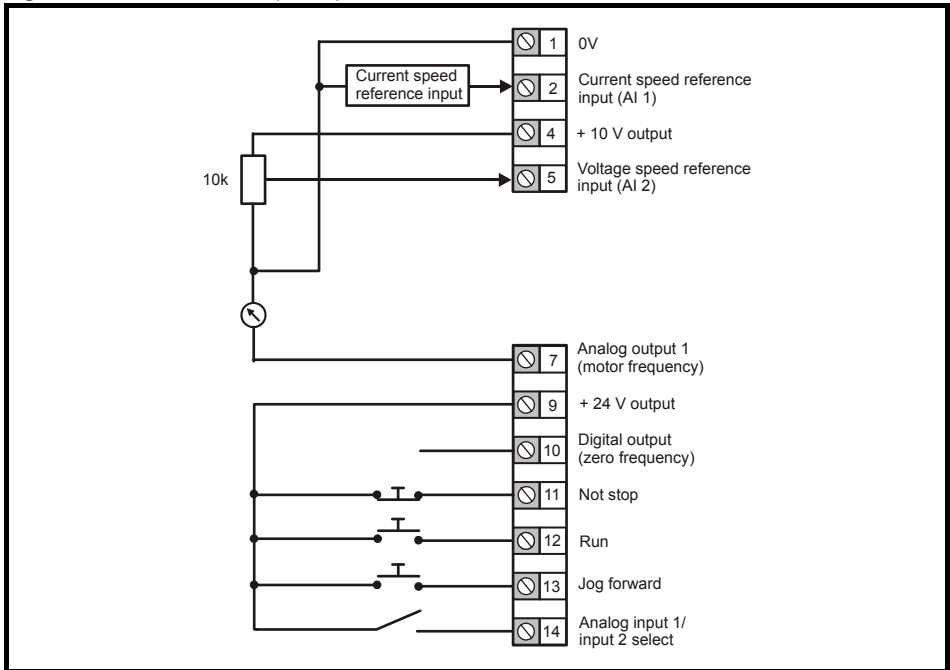 1 0V
Current speed
reference input
2 Current speed reference
input (AI 1)
4 + 10 V output
10k
5 Voltage speed reference
input (AI 2)
7 Analog output 1
(motor frequency)
9 + 24 V output
10 Digital output
(zero frequency)
11 Not stop
12 Run
13 Jog forward
14 Analog input 1/
input 2 select